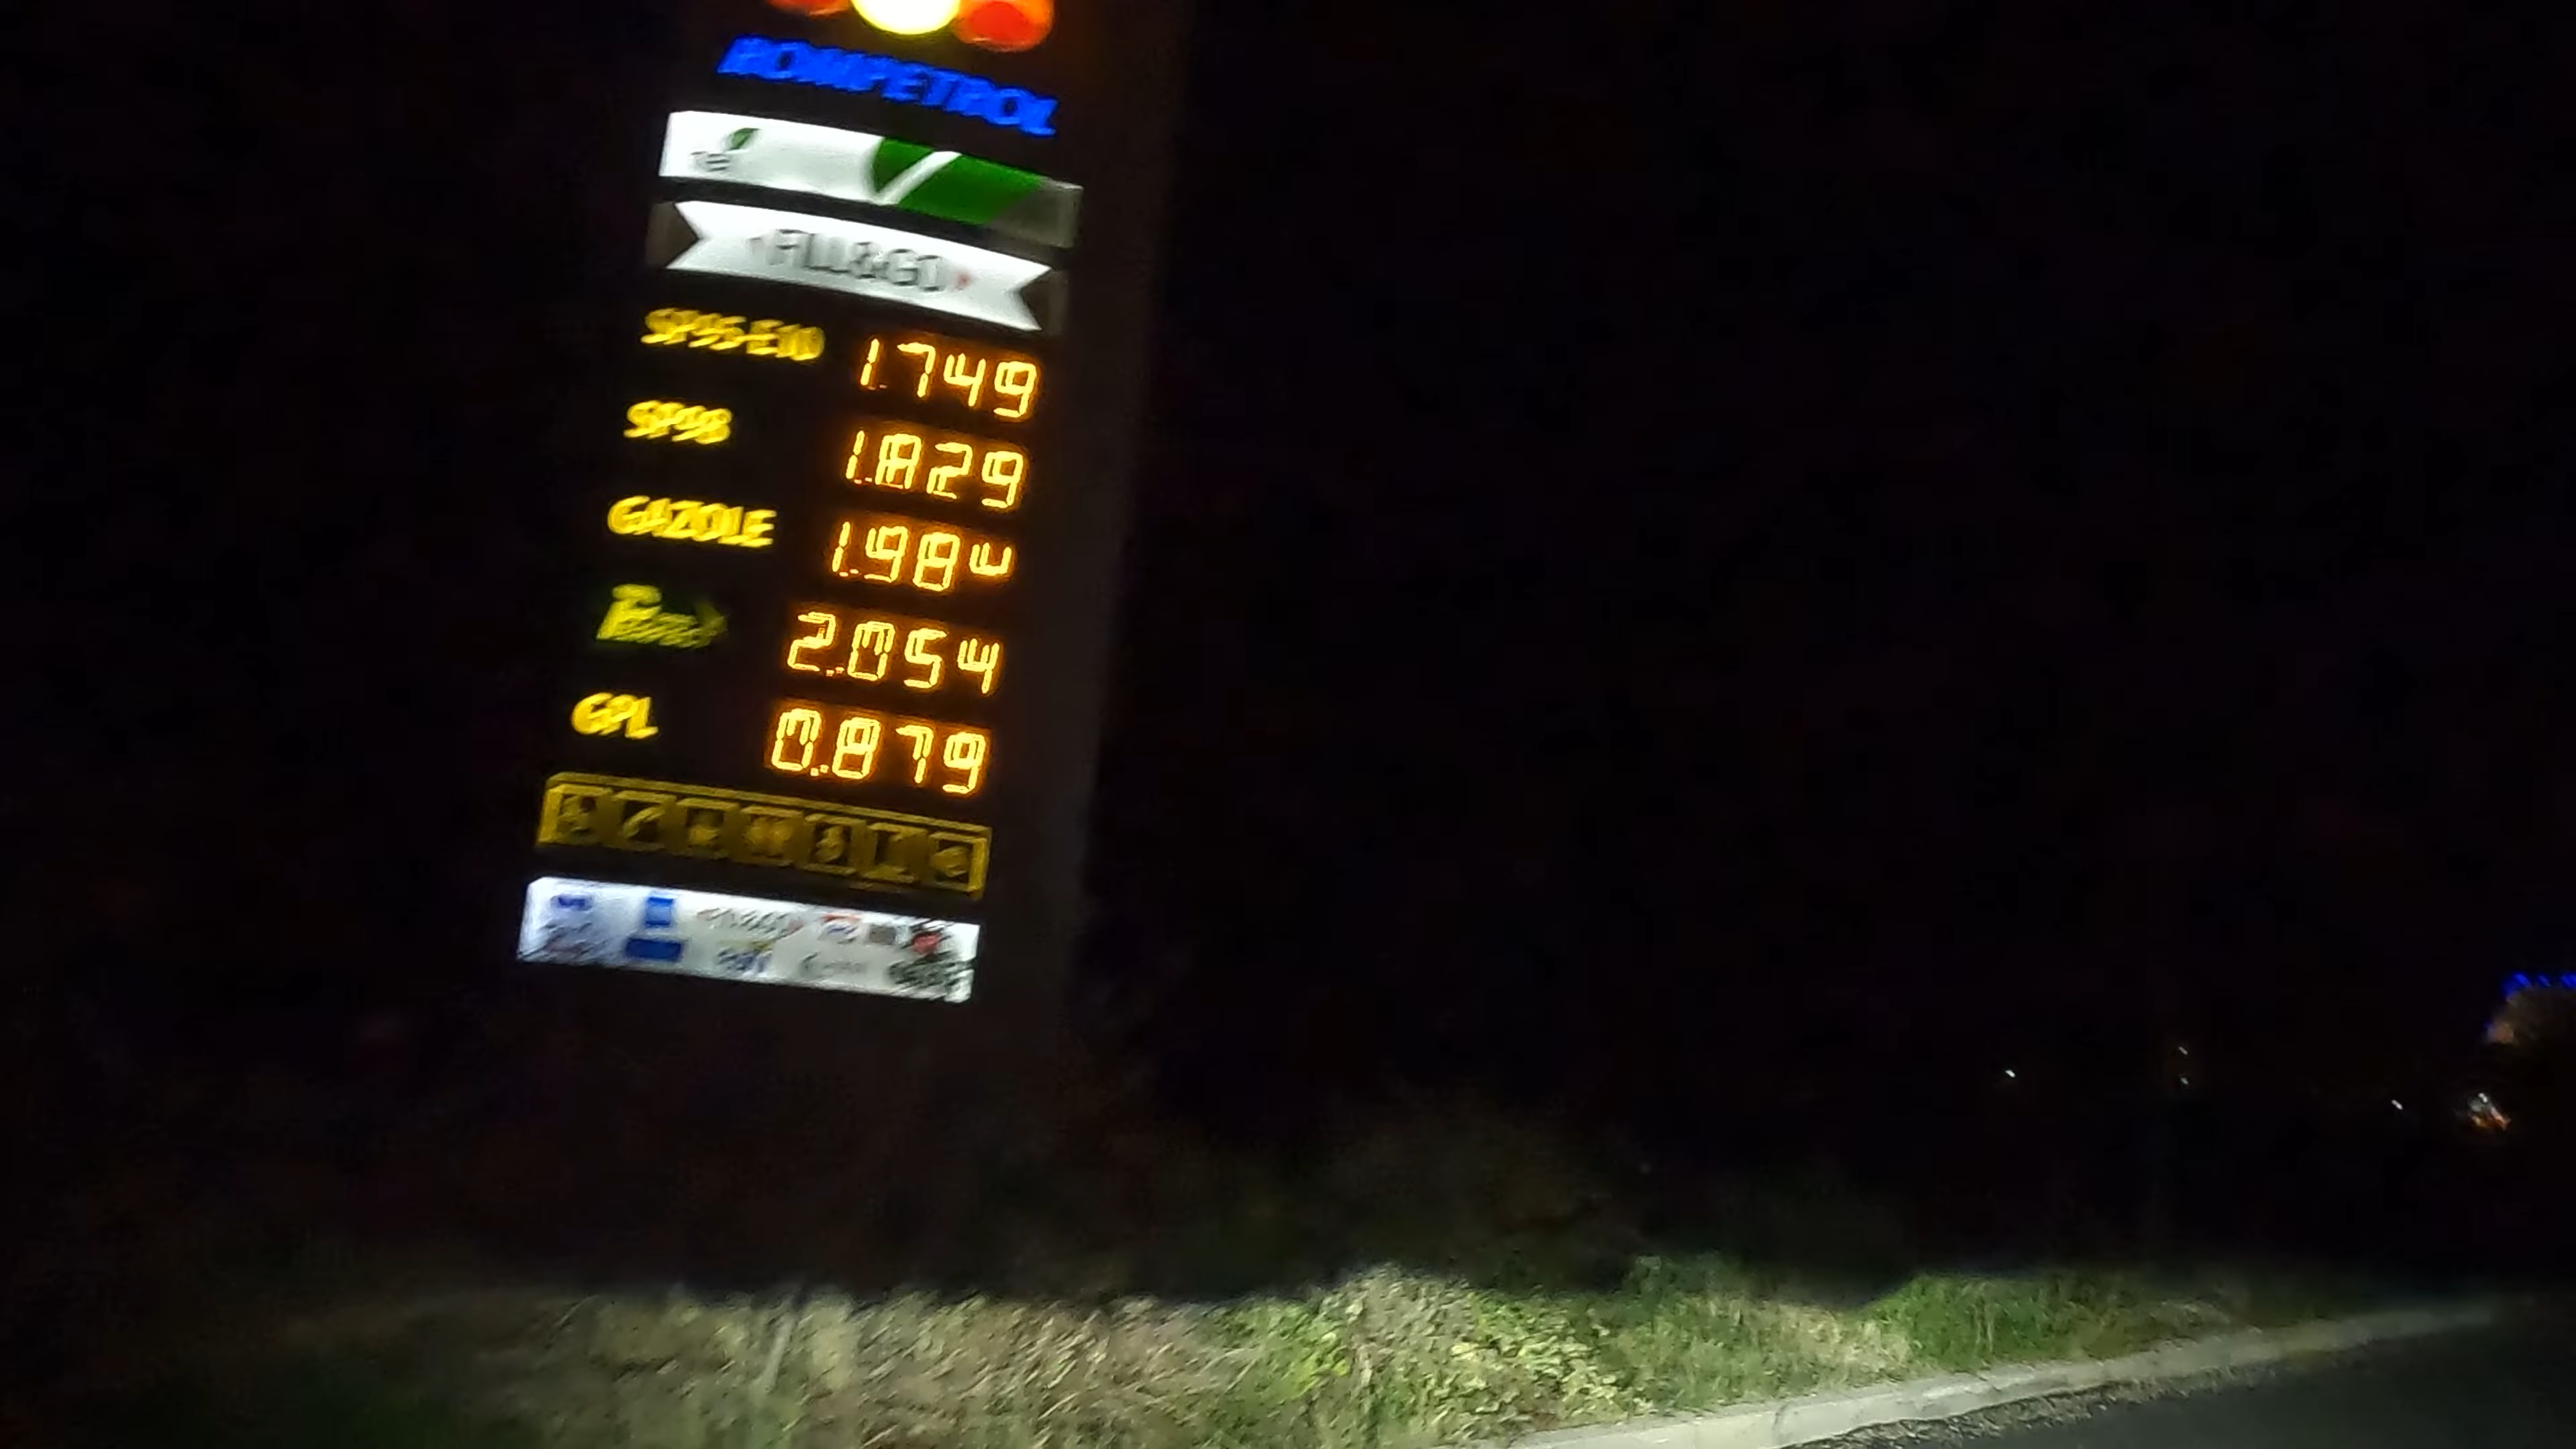 ROMPETROL
FILL&GO
SP95-E10 1.749
SP98 1.829
GAZOLE 1.984
2.054
GPL 0.879